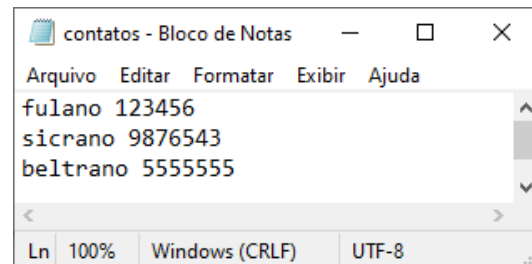 contatos - Bloco de Notas
Arquivo Editar Formatar Exibir Ajuda
fulano 123456
sicrano 9876543
beltrano 5555555
Ln 100% Windows (CRLF) UTF-8